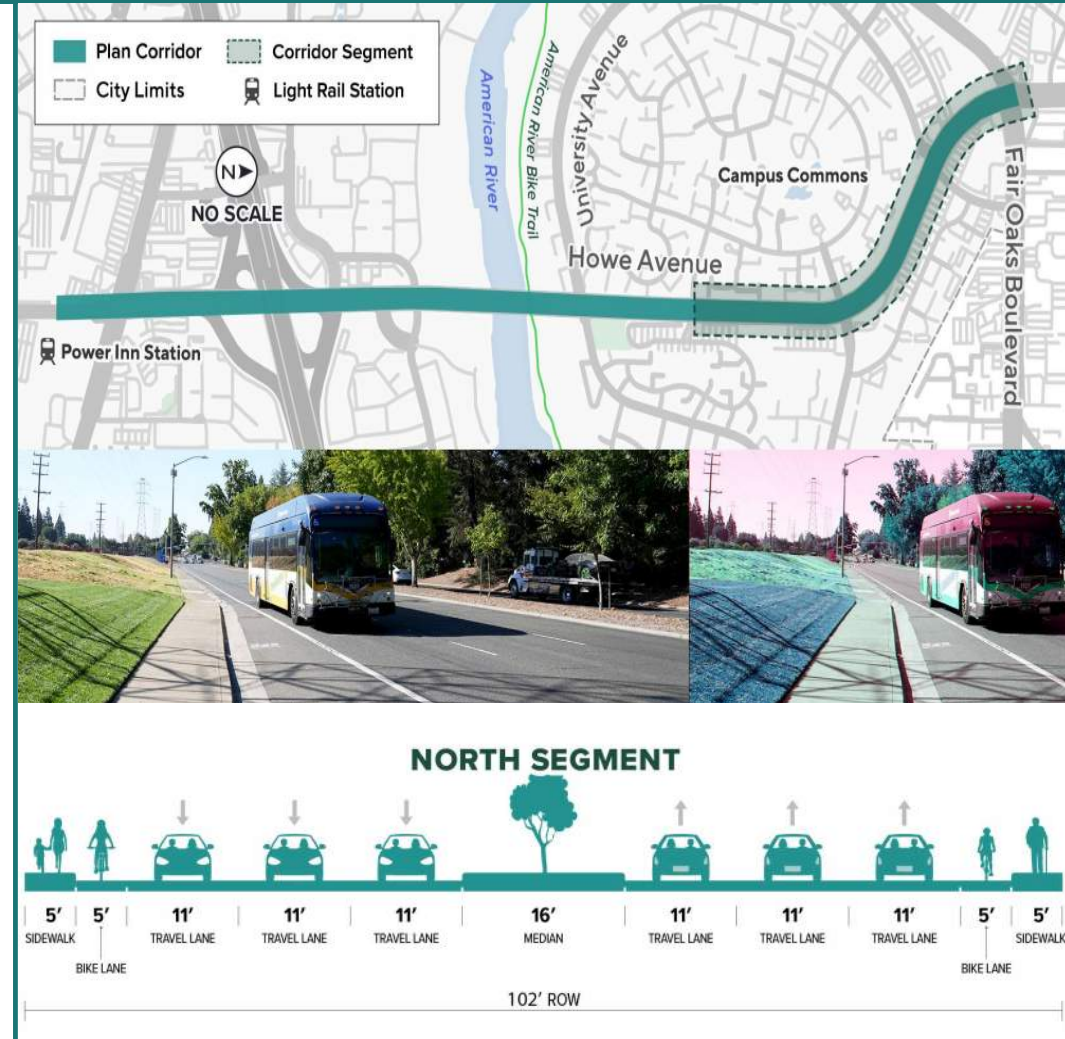 Plan Corridor
Corridor Segment
City Limits
Light Rail Station
N
NO SCALE
American River
American River Bike Trail
University Avenue
Howe Avenue
Campus Commons
Fair Oaks Boulevard
Power Inn Station
NORTH SEGMENT
5' 5' 11' 11' 11' 16' 11' 11' 11' 5' 5'
SIDEWALK TRAVEL LANE TRAVEL LANE TRAVEL LANE MEDIAN TRAVEL LANE TRAVEL LANE TRAVEL LANE SIDEWALK
BIKE LANE BIKE LANE
102' ROW